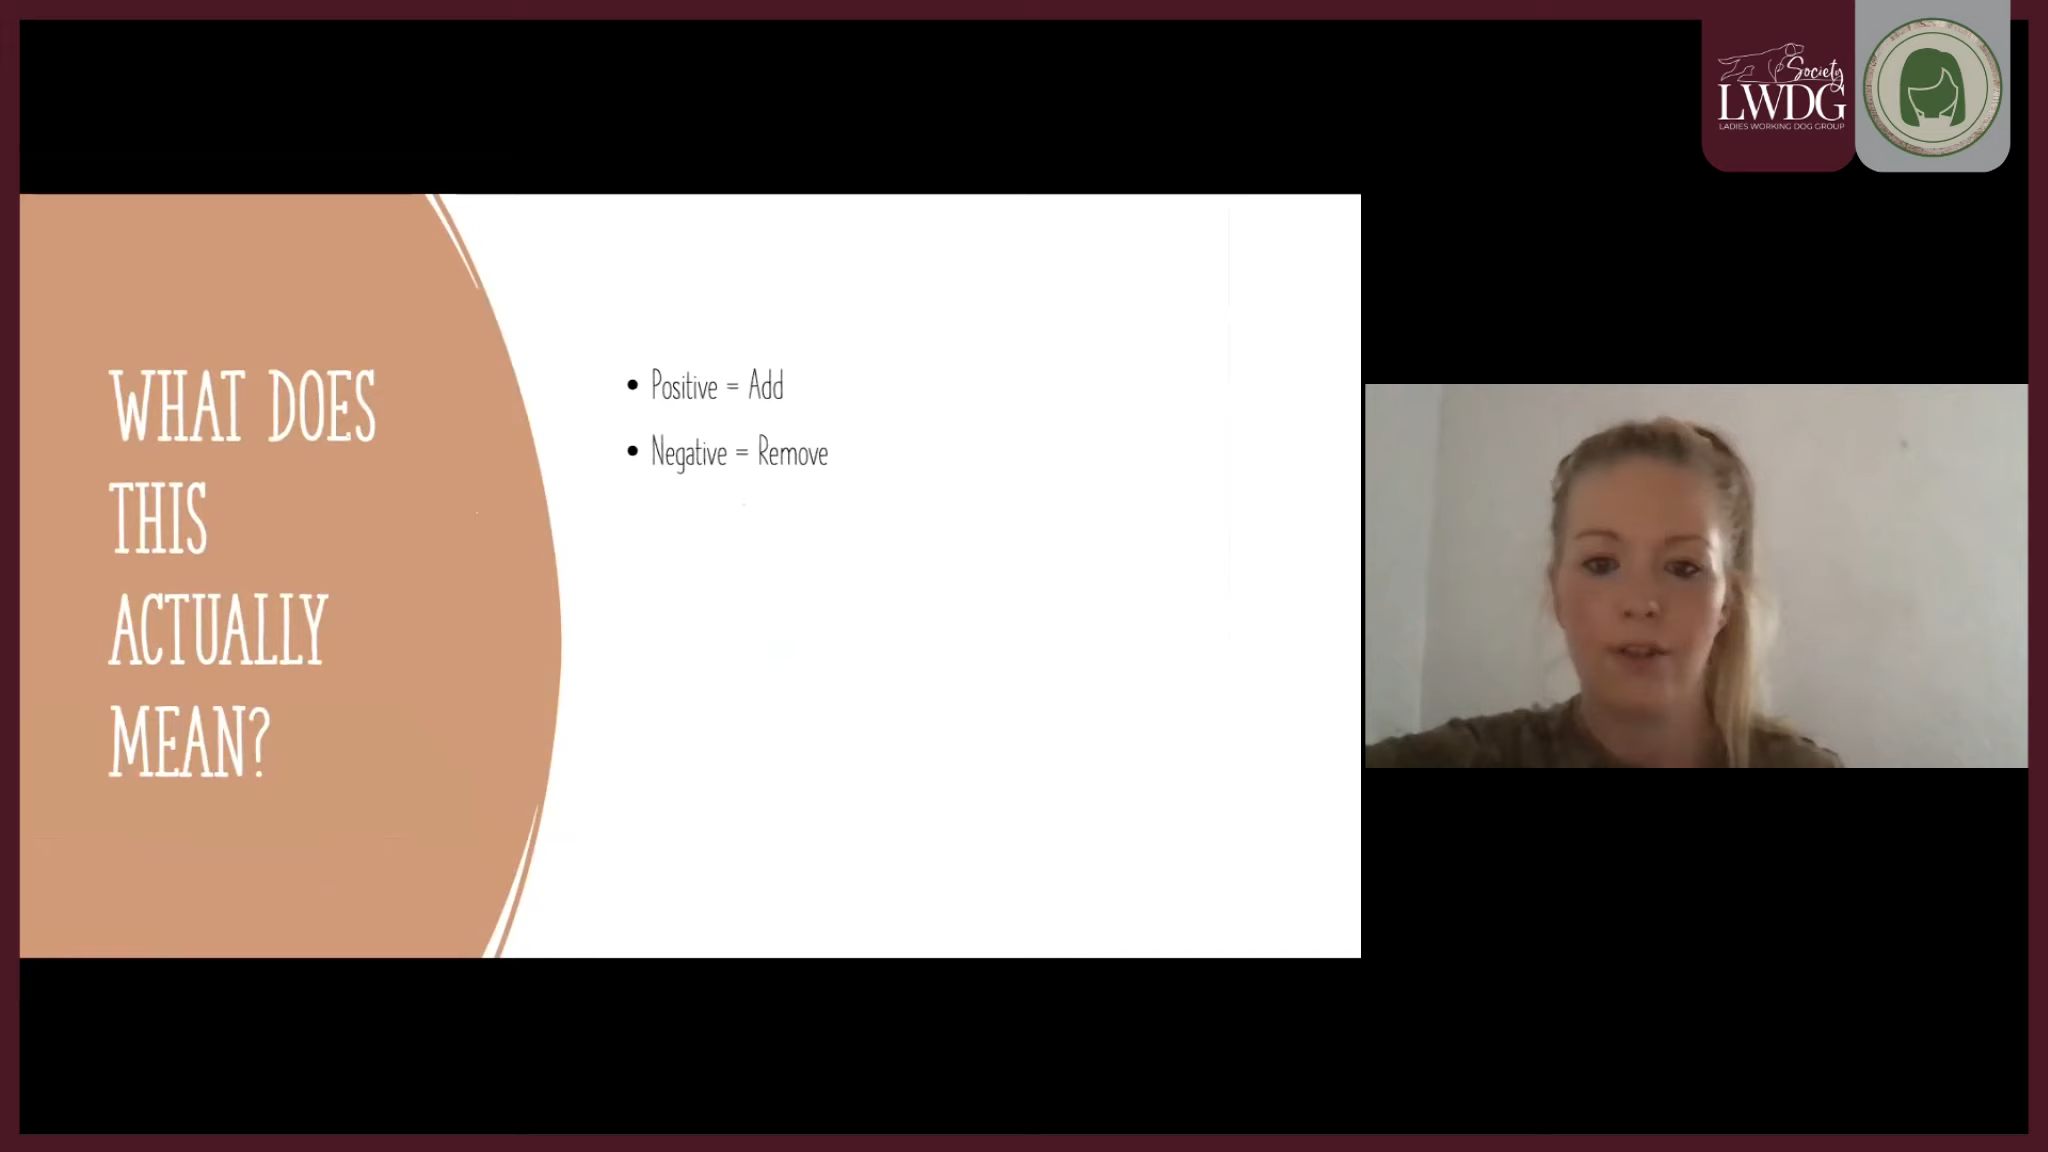 Society
LWDG
LADIES WORKING DOG GROUP
WHAT DOES
THIS
ACTUALLY
MEAN?
• Positive = Add
• Negative = Remove